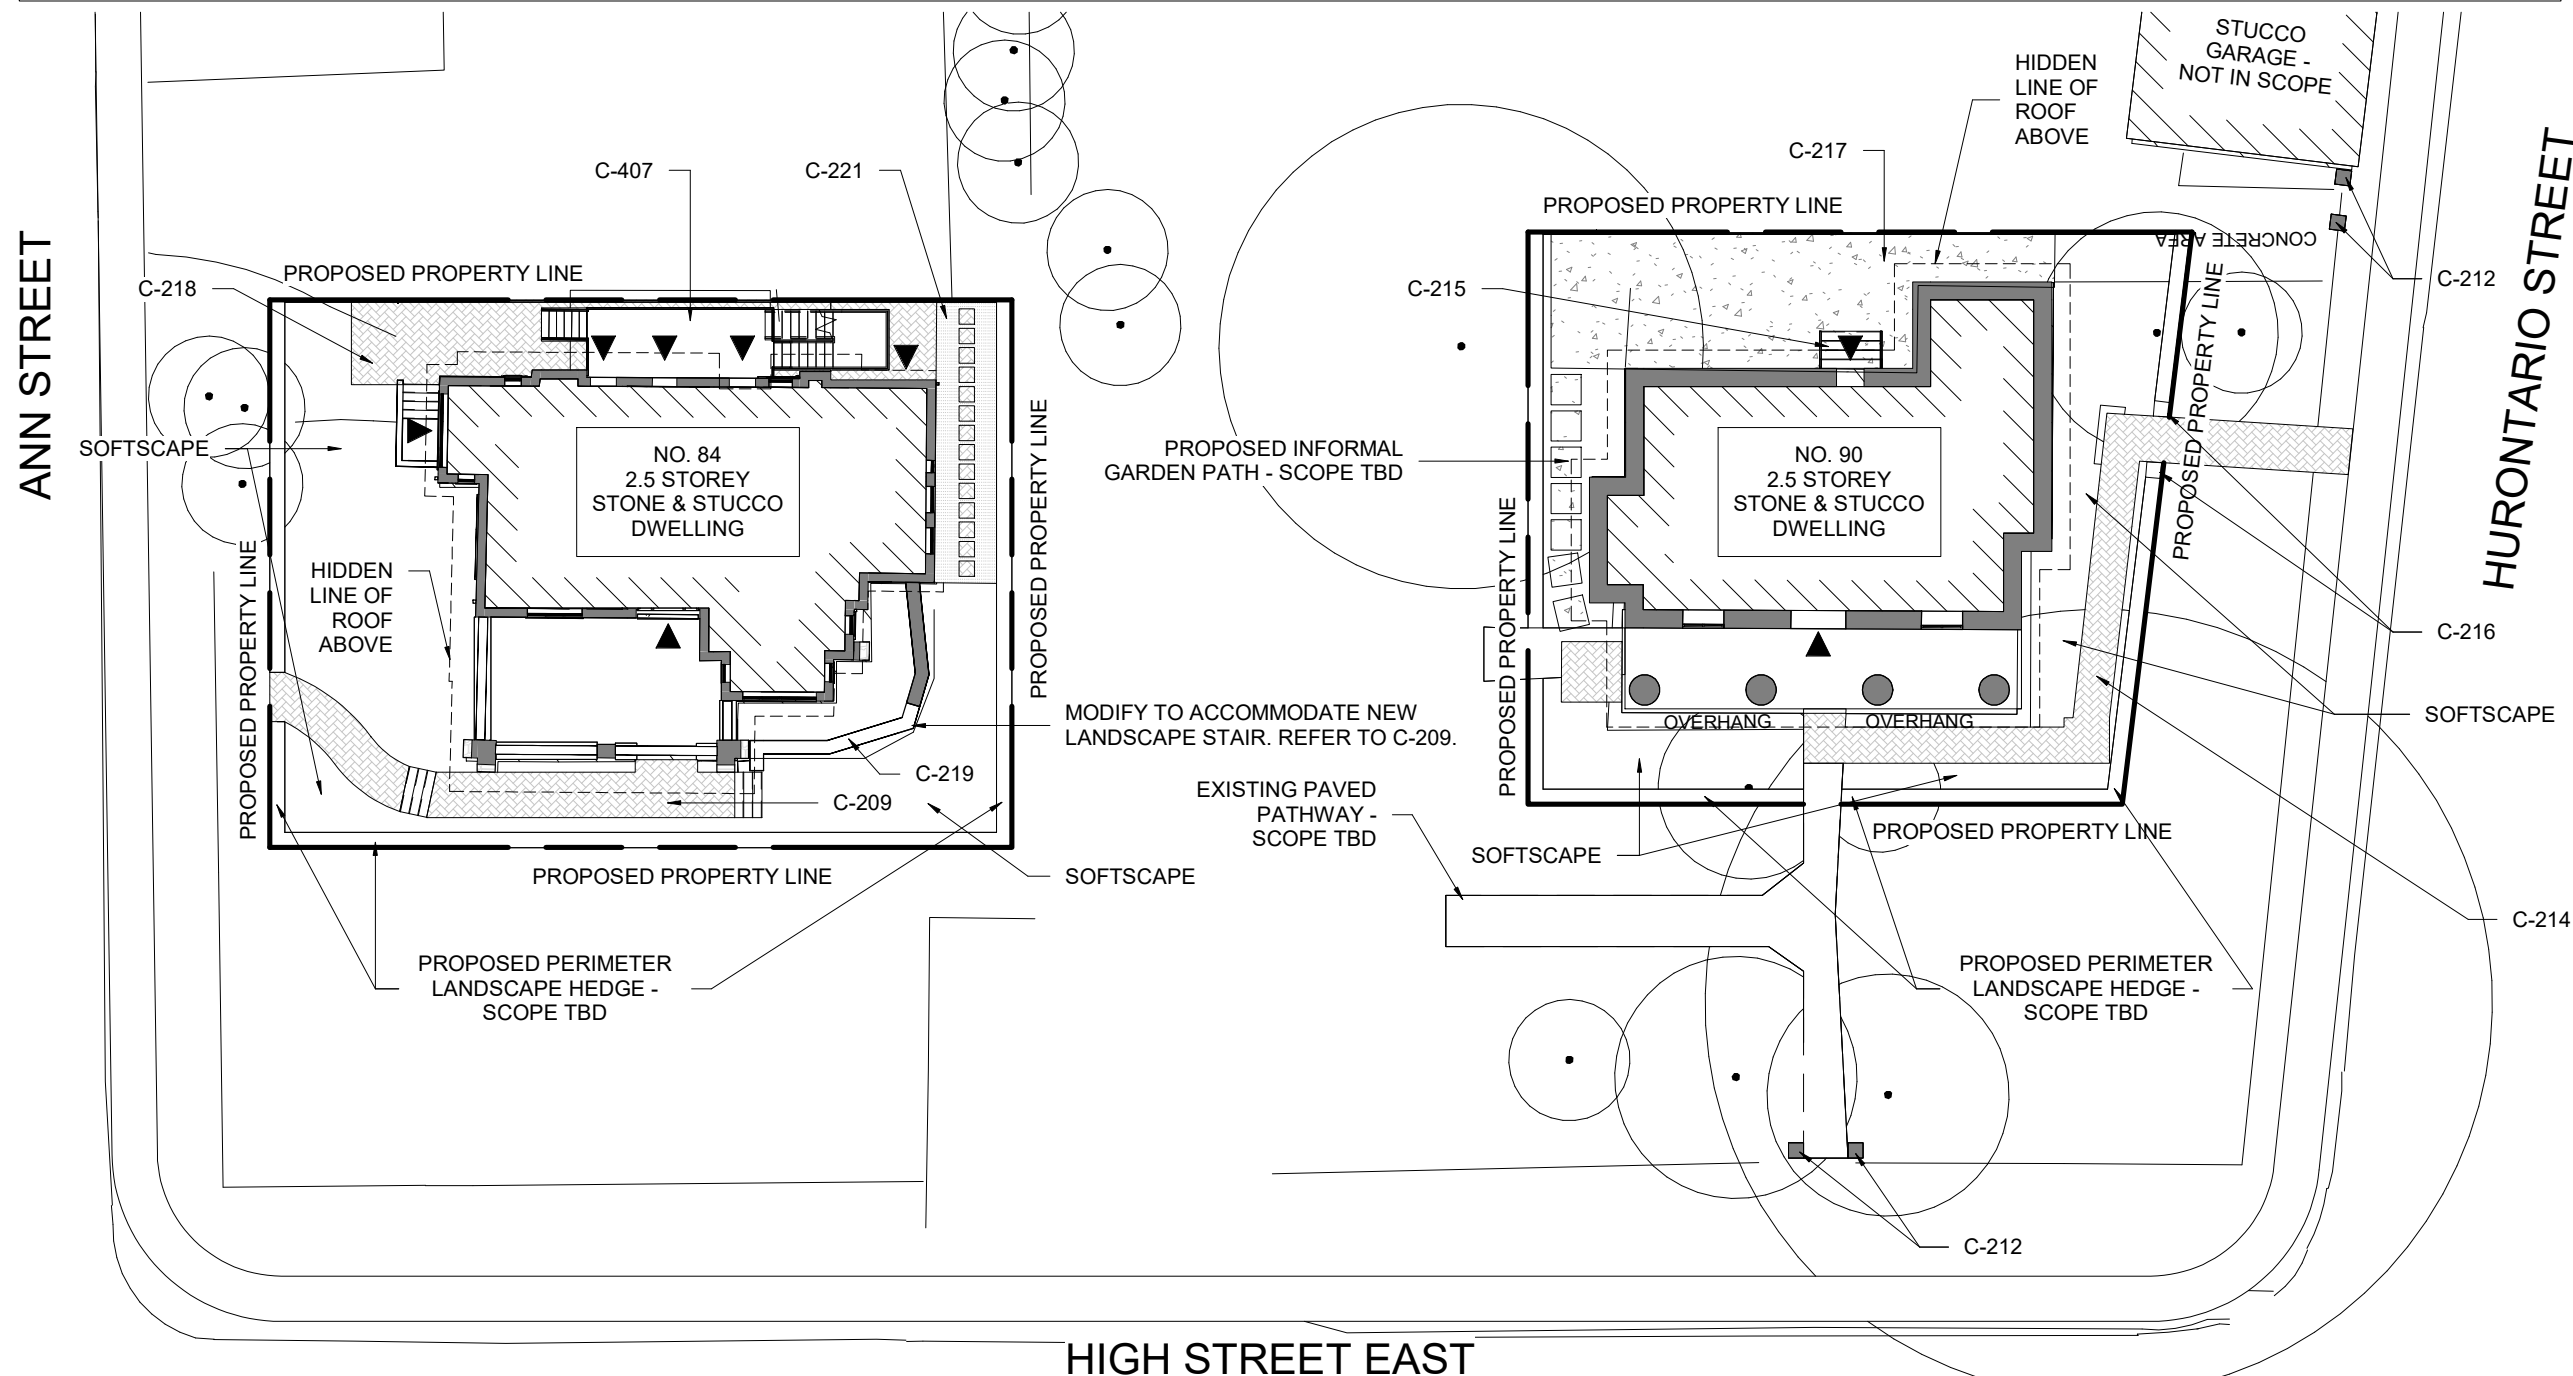 STUCCO
GARAGE -
NOT IN SCOPE
HIDDEN
LINE OF
ROOF
ABOVE
C-217
C-407
C-221
PROPOSED PROPERTY LINE
CONCRETE AREA
C-212
PROPOSED PROPERTY LINE
C-218
C-215
ANN STREET
HURONTARIO STREET
SOFTSCAPE
NO. 84
2.5 STOREY
STONE & STUCCO
DWELLING
PROPOSED PROPERTY LINE
PROPOSED INFORMAL
GARDEN PATH - SCOPE TBD
NO. 90
2.5 STOREY
STONE & STUCCO
DWELLING
PROPOSED PROPERTY LINE
PROPOSED PROPERTY LINE
HIDDEN
LINE OF
ROOF
ABOVE
PROPOSED PROPERTY LINE
C-216
MODIFY TO ACCOMMODATE NEW
LANDSCAPE STAIR. REFER TO C-209.
OVERHANG
OVERHANG
SOFTSCAPE
C-219
C-209
EXISTING PAVED
PATHWAY -
SCOPE TBD
PROPOSED PROPERTY LINE
SOFTSCAPE
PROPOSED PROPERTY LINE
SOFTSCAPE
C-214
PROPOSED PERIMETER
LANDSCAPE HEDGE -
SCOPE TBD
PROPOSED PERIMETER
LANDSCAPE HEDGE -
SCOPE TBD
C-212
HIGH STREET EAST